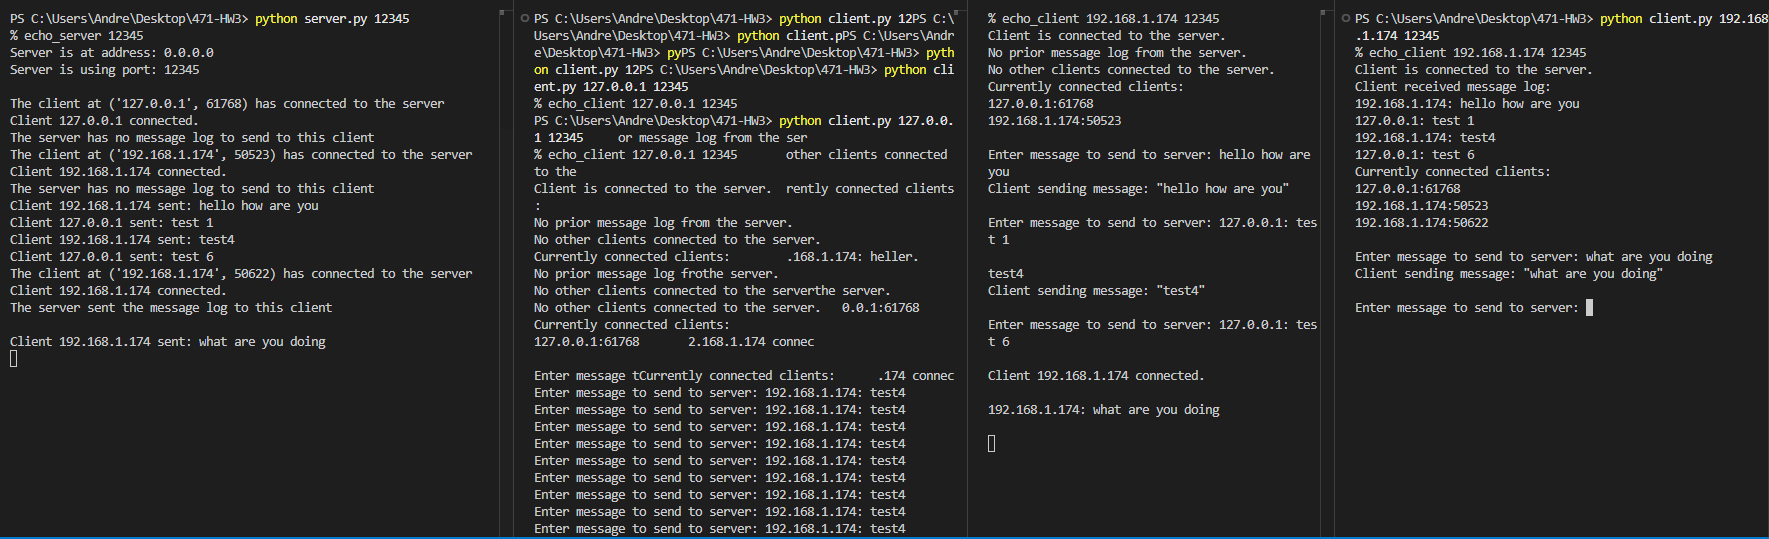 PS C:\Users\Andre\Desktop\471-HW3> python server.py 12345
% echo_server 12345
Server is at address: 0.0.0.0
Server is using port: 12345
The client at ('127.0.0.1', 61768) has connected to the server
Client 127.0.0.1 connected.
The server has no message log to send to this client
The client at ('192.168.1.174', 50523) has connected to the server
Client 192.168.1.174 connected.
The server has no message log to send to this client
Client 192.168.1.174 sent: hello how are you
Client 127.0.0.1 sent: test 1
Client 192.168.1.174 sent: test4
Client 127.0.0.1 sent: test 6
The client at ('192.168.1.174', 50622) has connected to the server
Client 192.168.1.174 connected.
The server sent the message log to this client
Client 192.168.1.174 sent: what are you doing
PS C:\Users\Andre\Desktop\471-HW3> python client.py 12PS C:\
Users\Andre\Desktop\471-HW3> python client.pPS C:\Users\Andr
e\Desktop\471-HW3> pyPS C:\Users\Andre\Desktop\471-HW3> pyth
on client.py 12PS C:\Users\Andre\Desktop\471-HW3> python cli
ent.py 127.0.0.1 12345
% echo_client 127.0.0.1 12345
PS C:\Users\Andre\Desktop\471-HW3> python client.py 127.0.0.
1 12345     or message log from the ser
% echo_client 127.0.0.1 12345      other clients connected
to the
Client is connected to the server.  rently connected clients
:
No prior message log from the server.
No other clients connected to the server.
Currently connected clients:       .168.1.174: heller.
No prior message log frothe server.
No other clients connected to the serverthe server.
No other clients connected to the server.   0.0.1:61768
Currently connected clients:
127.0.0.1:61768      2.168.1.174 connec
Enter message tCurrently connected clients:      .174 connec
Enter message to send to server: 192.168.1.174: test4
Enter message to send to server: 192.168.1.174: test4
Enter message to send to server: 192.168.1.174: test4
Enter message to send to server: 192.168.1.174: test4
Enter message to send to server: 192.168.1.174: test4
Enter message to send to server: 192.168.1.174: test4
Enter message to send to server: 192.168.1.174: test4
Enter message to send to server: 192.168.1.174: test4
Enter message to send to server: 192.168.1.174: test4
% echo_client 192.168.1.174 12345
Client is connected to the server.
No prior message log from the server.
No other clients connected to the server.
Currently connected clients:
127.0.0.1:61768
192.168.1.174:50523
Enter message to send to server: hello how are
you
Client sending message: "hello how are you"
Enter message to send to server: 127.0.0.1: tes
t 1
test4
Client sending message: "test4"
Enter message to send to server: 127.0.0.1: tes
t 6
Client 192.168.1.174 connected.
192.168.1.174: what are you doing
PS C:\Users\Andre\Desktop\471-HW3> python client.py 192.168
.1.174 12345
% echo_client 192.168.1.174 12345
Client is connected to the server.
Client received message log:
192.168.1.174: hello how are you
127.0.0.1: test 1
192.168.1.174: test4
127.0.0.1: test 6
Currently connected clients:
127.0.0.1:61768
192.168.1.174:50523
192.168.1.174:50622
Enter message to send to server: what are you doing
Client sending message: "what are you doing"
Enter message to send to server: